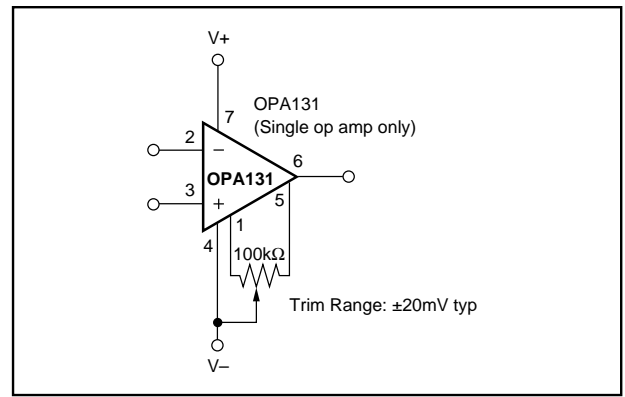 V+
7
OPA131
(Single op amp only)
2
–
6
OPA131
3
+
5
1
4
100kΩ
Trim Range: ±20mV typ
V–